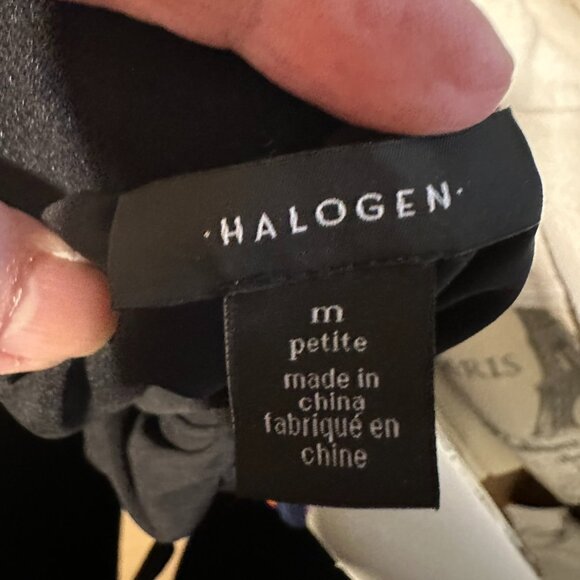 ·HALOGEN·
m
petite
made in
china
fabriqué en
chine